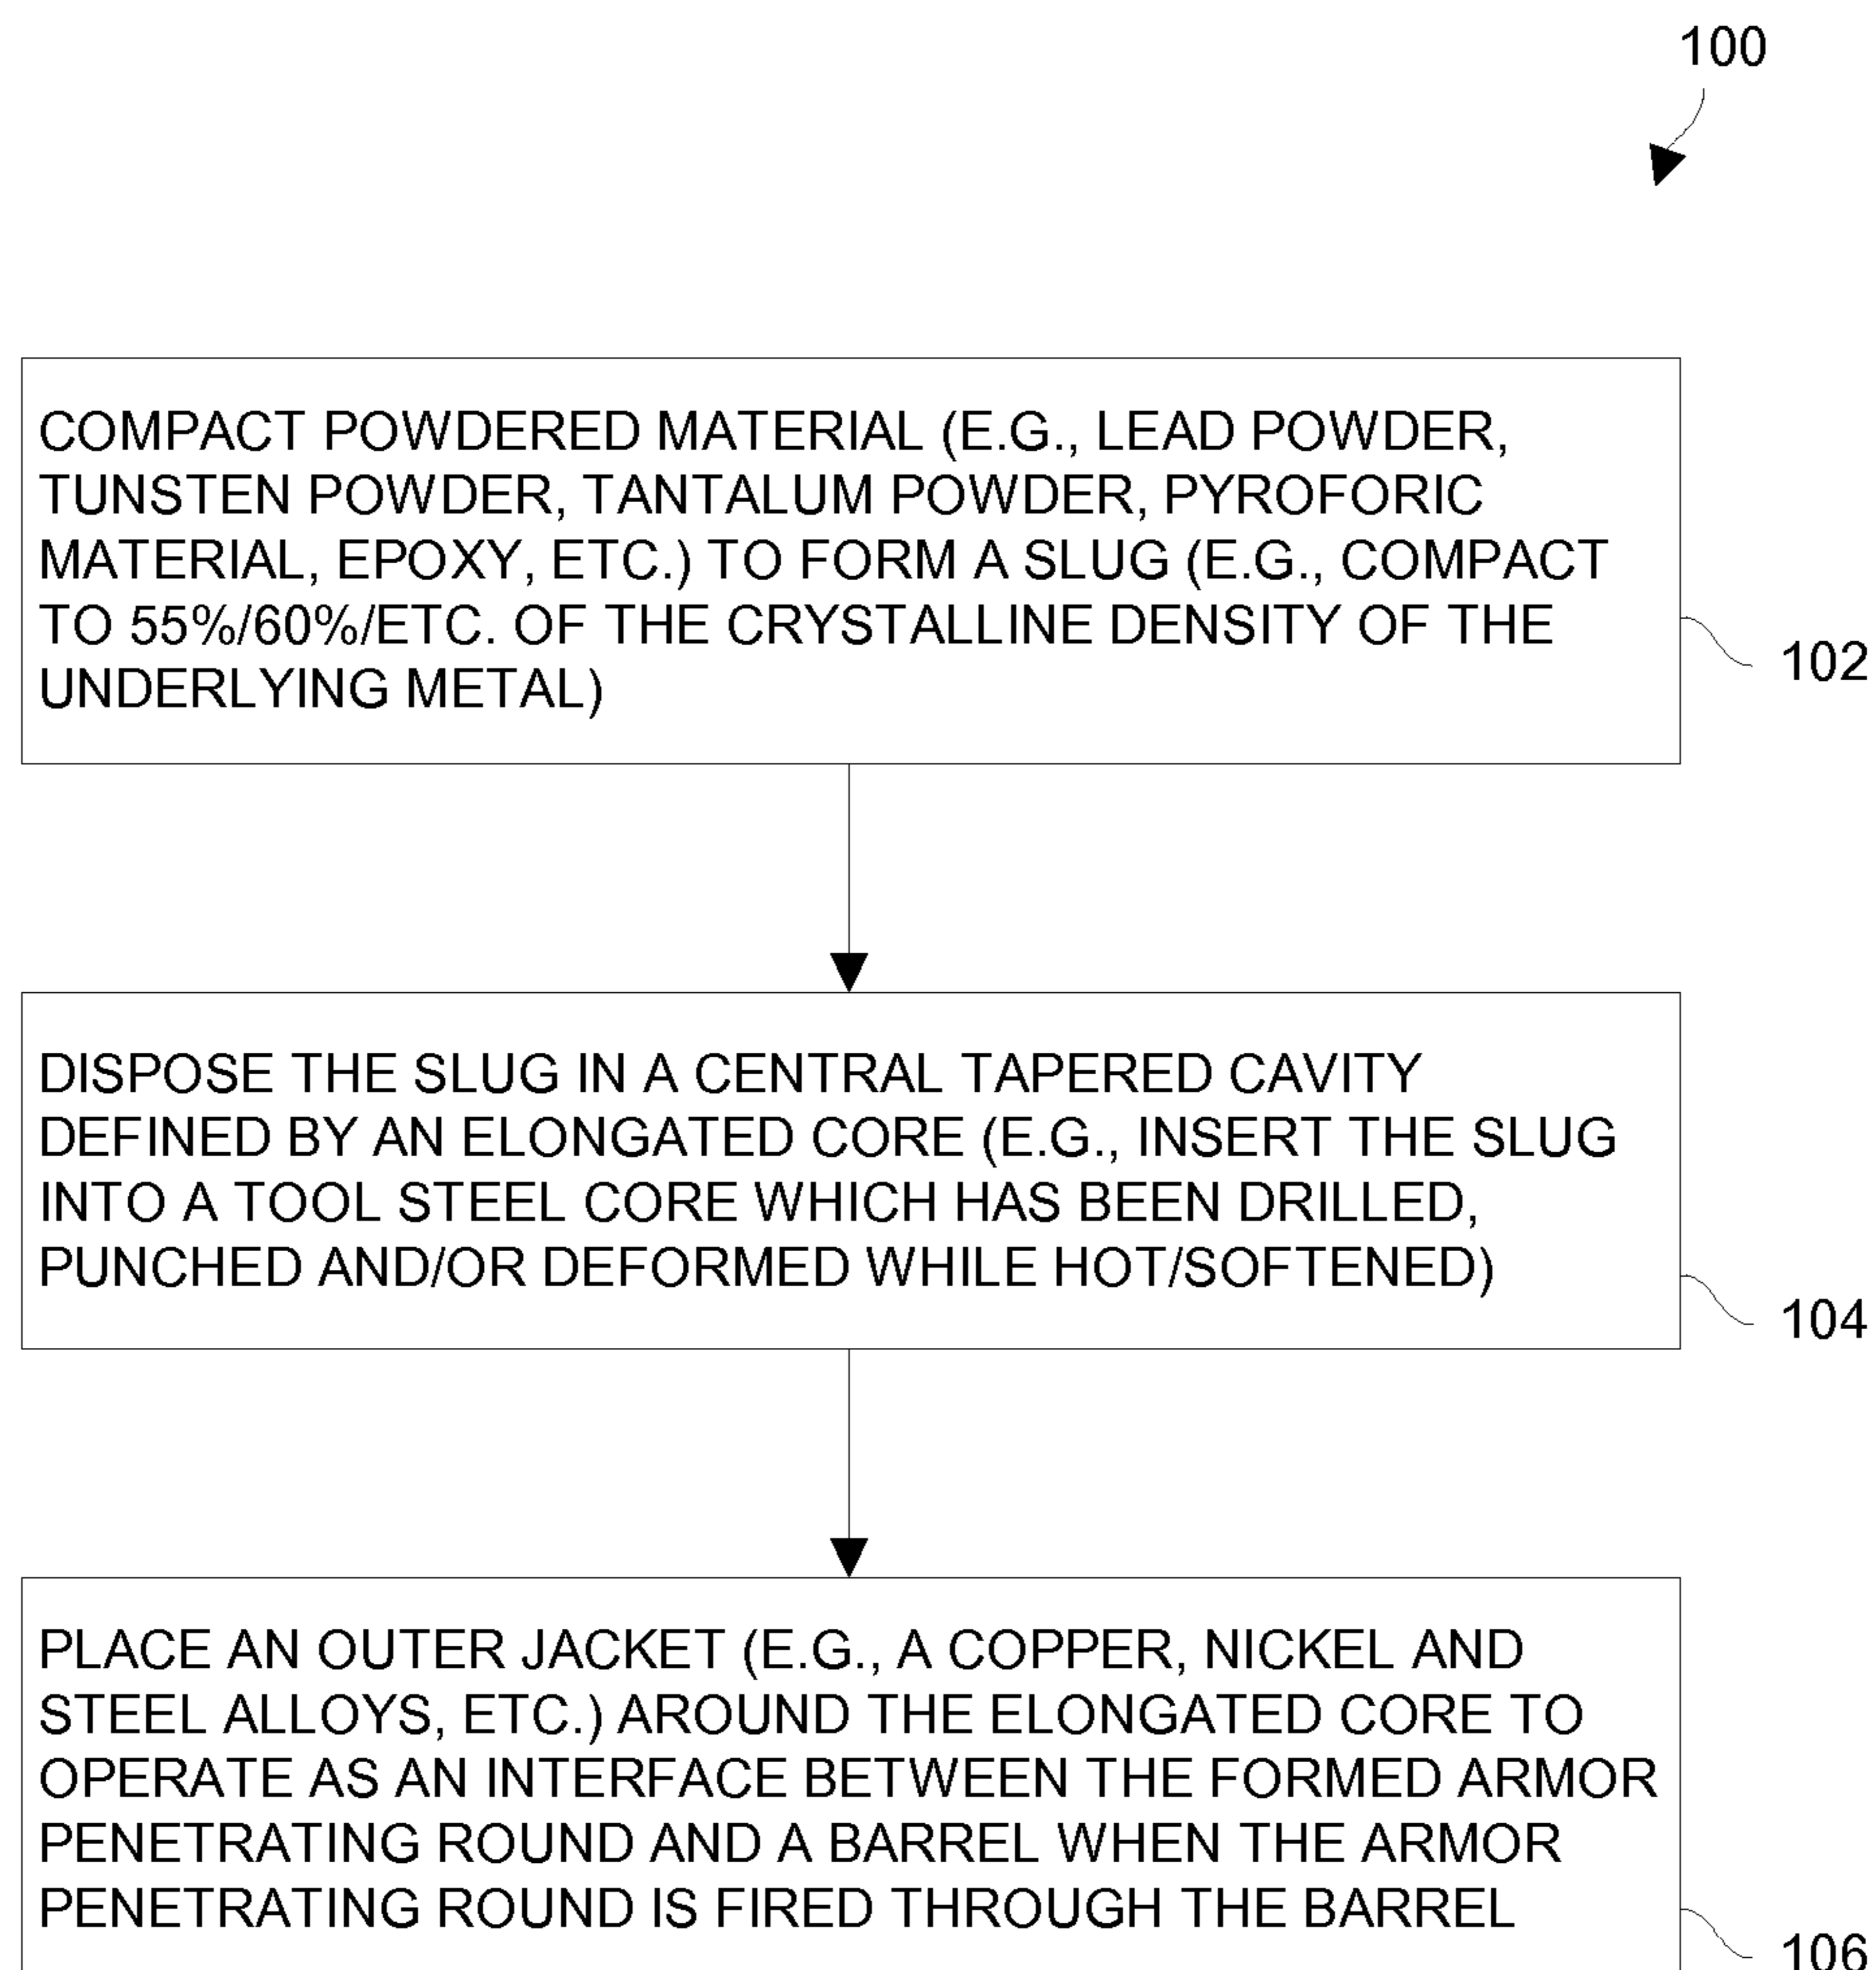 100
COMPACT POWDERED MATERIAL (E.G., LEAD POWDER,
TUNSTEN POWDER, TANTALUM POWDER, PYROFORIC
MATERIAL, EPOXY, ETC.) TO FORM A SLUG (E.G., COMPACT
TO 55%/60%/ETC. OF THE CRYSTALLINE DENSITY OF THE
UNDERLYING METAL)
102
DISPOSE THE SLUG IN A CENTRAL TAPERED CAVITY
DEFINED BY AN ELONGATED CORE (E.G., INSERT THE SLUG
INTO A TOOL STEEL CORE WHICH HAS BEEN DRILLED,
PUNCHED AND/OR DEFORMED WHILE HOT/SOFTENED)
104
PLACE AN OUTER JACKET (E.G., A COPPER, NICKEL AND
STEEL ALLOYS, ETC.) AROUND THE ELONGATED CORE TO
OPERATE AS AN INTERFACE BETWEEN THE FORMED ARMOR
PENETRATING ROUND AND A BARREL WHEN THE ARMOR
PENETRATING ROUND IS FIRED THROUGH THE BARREL
106